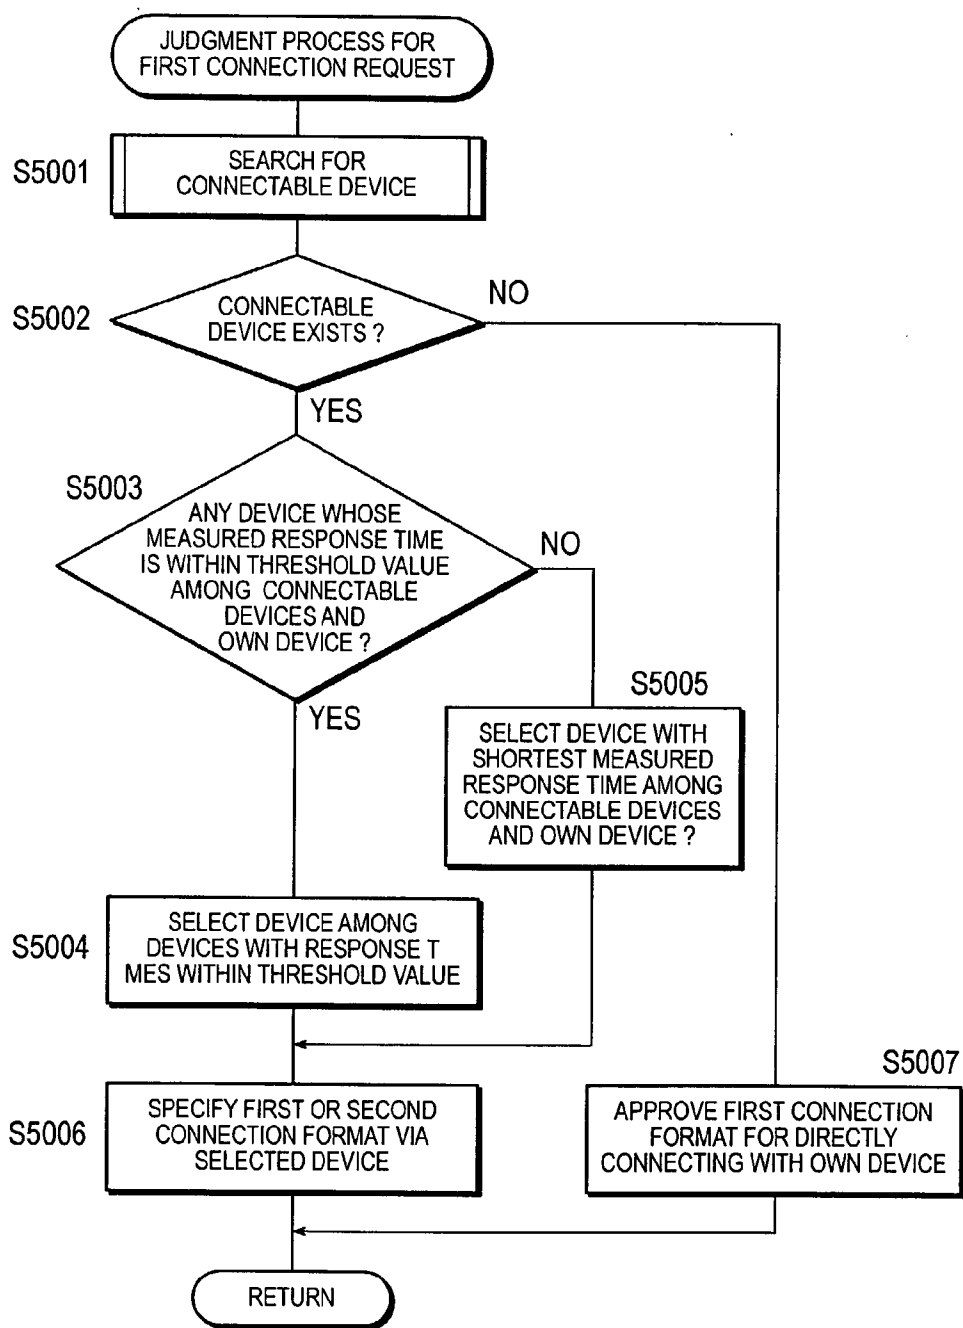 JUDGMENT PROCESS FOR
FIRST CONNECTION REQUEST
S5001
SEARCH FOR
CONNECTABLE DEVICE
S5002
CONNECTABLE
DEVICE EXISTS ?
NO
YES
S5003
ANY DEVICE WHOSE
MEASURED RESPONSE TIME
IS WITHIN THRESHOLD VALUE
AMONG CONNECTABLE
DEVICES AND
OWN DEVICE ?
NO
YES
S5005
SELECT DEVICE WITH
SHORTEST MEASURED
RESPONSE TIME AMONG
CONNECTABLE DEVICES
AND OWN DEVICE ?
S5004
SELECT DEVICE AMONG
DEVICES WITH RESPONSE T
MES WITHIN THRESHOLD VALUE
S5006
SPECIFY FIRST OR SECOND
CONNECTION FORMAT VIA
SELECTED DEVICE
S5007
APPROVE FIRST CONNECTION
FORMAT FOR DIRECTLY
CONNECTING WITH OWN DEVICE
RETURN